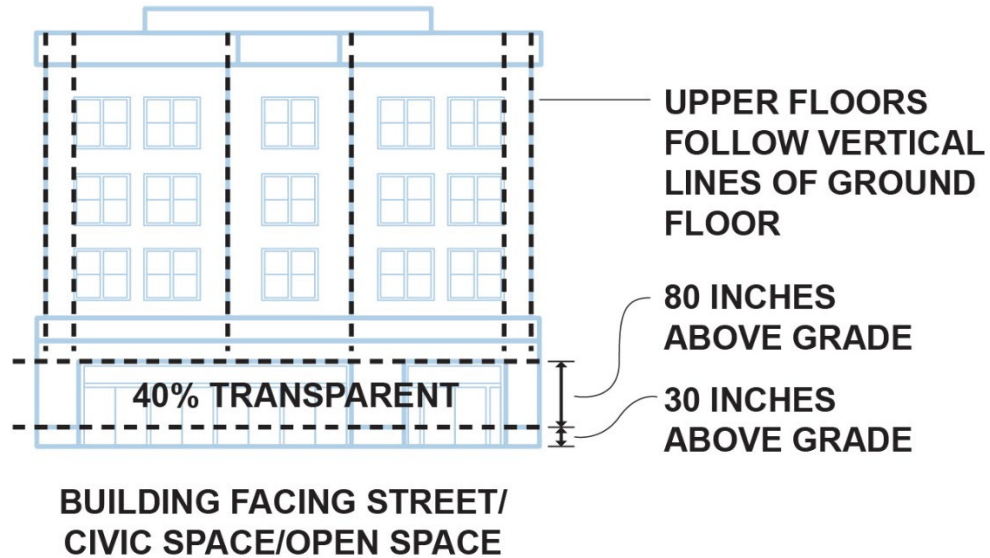 UPPER FLOORS
FOLLOW VERTICAL
LINES OF GROUND
FLOOR
80 INCHES
ABOVE GRADE
40% TRANSPARENT
30 INCHES
ABOVE GRADE
BUILDING FACING STREET/
CIVIC SPACE/OPEN SPACE